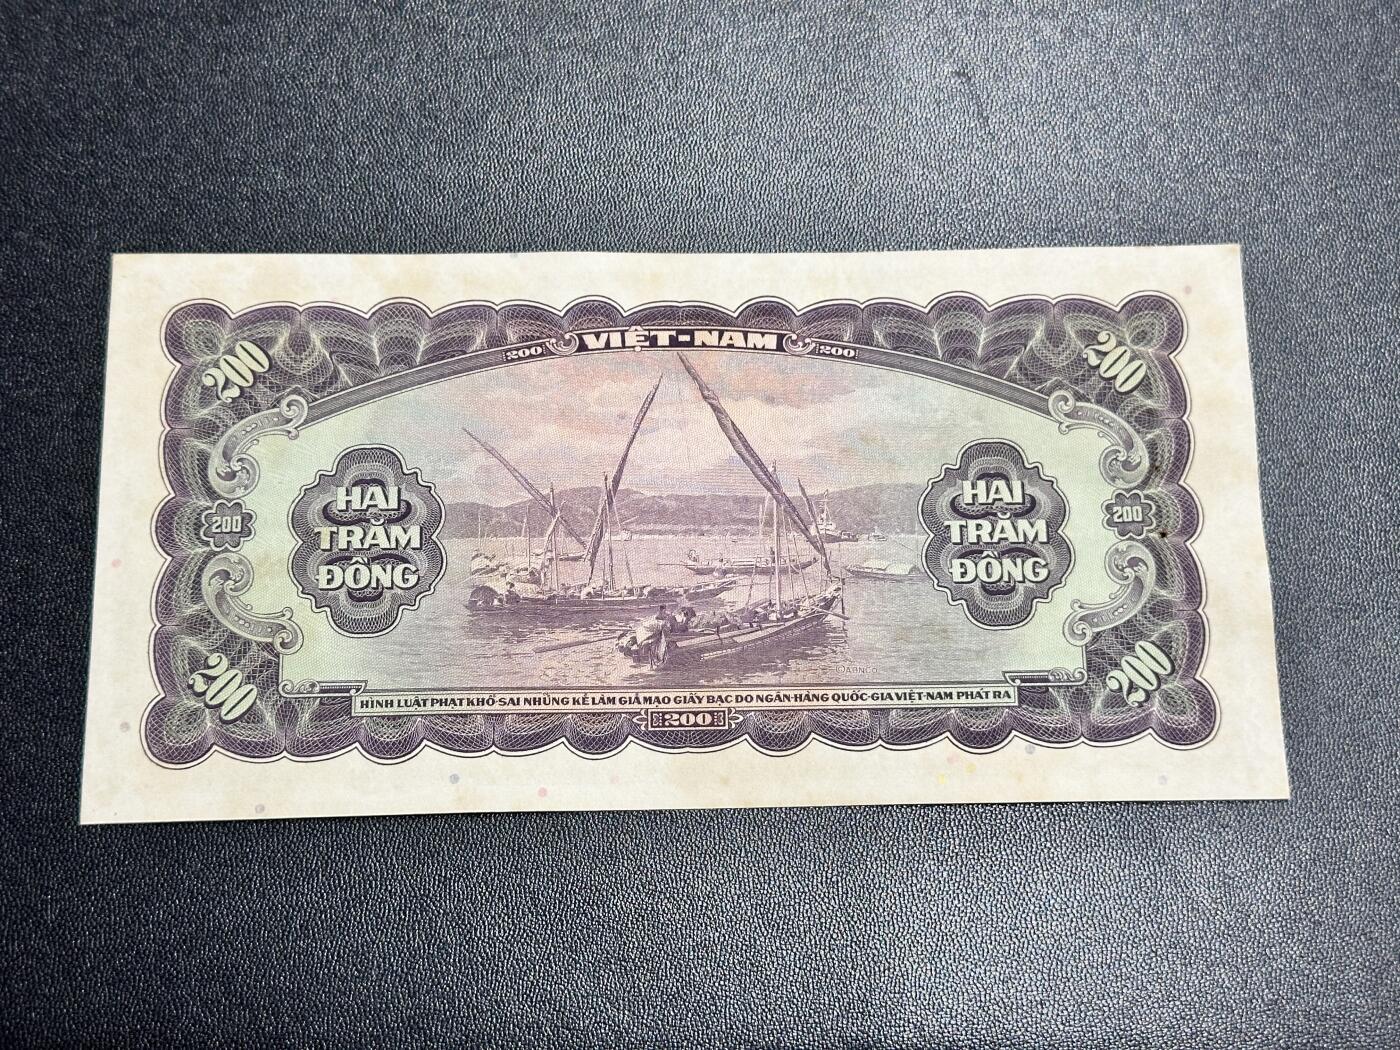 200
200 VIỆT-NAM 200
200
HAI
TRĂM
ĐỒNG
HAI
TRĂM
ĐỒNG
200
200
©ABNCO.
200
200
HÌNH LUẬT PHẠT KHỔ-SAI NHỮNG KẺ LÀM GIẢ MẠO GIẤY BẠC DO NGÂN-HÀNG QUỐC-GIA VIỆT-NAM PHÁT RA
200